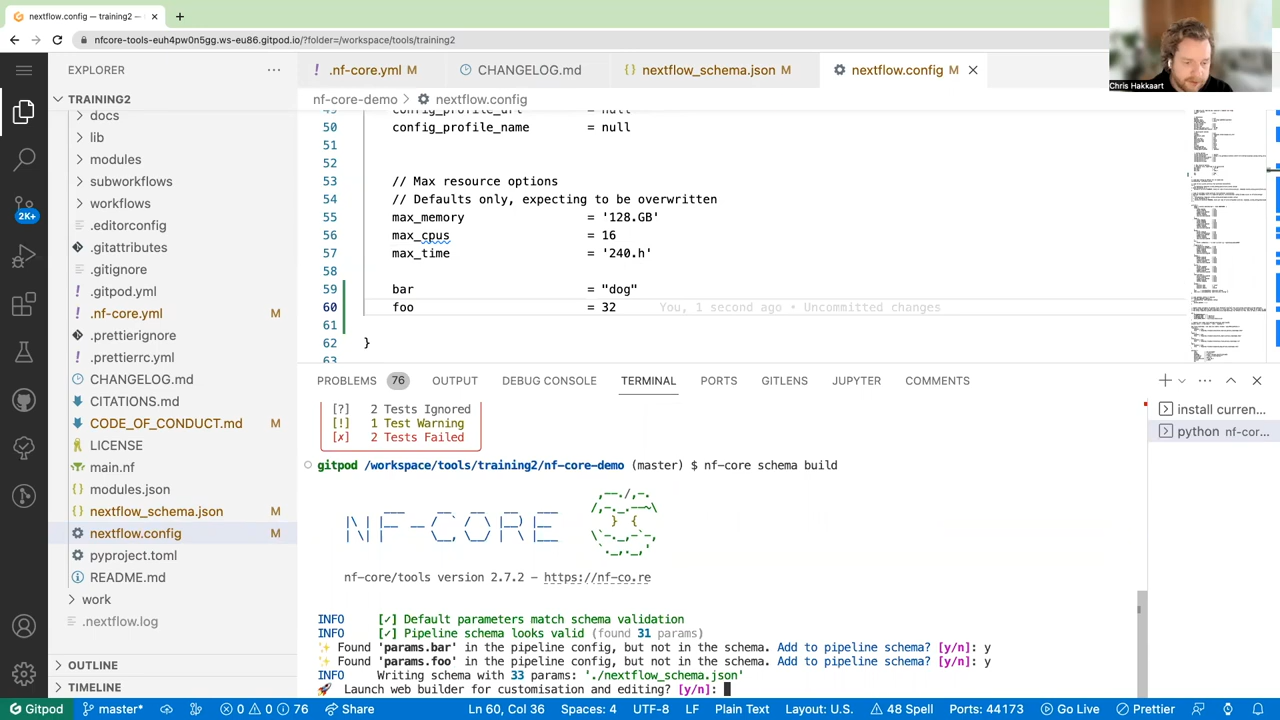 nextflow.config — training2 - 
nfcore-tools-euh4pw0n5gg.ws-eu86.gitpod.io/?folder=/workspace/tools/training2
Chris Hakkaart
EXPLORER
.nf-core.yml M
CHANGELOG.md
nextflow_schema.json M
nextflow.config M
TRAINING2
docs
lib
modules
subworkflows
workflows
.editorconfig
.gitattributes
.gitignore
.gitpod.yml
.nf-core.yml M
.prettierignore
.prettierrc.yml
CHANGELOG.md
CITATIONS.md
CODE_OF_CONDUCT.md M
LICENSE
main.nf
modules.json
nextflow_schema.json M
nextflow.config M
pyproject.toml
README.md
work
.nextflow.log
OUTLINE
TIMELINE
2K+
nf-core-demo > nextflow.config
49 config_profile_url = null
50 config_profile_name = null
51
52
53 // Max resource options
54 // Defaults only, expecting to be overwritten
55 max_memory = '128.GB'
56 max_cpus = 16
57 max_time = '240.h'
58
59 bar = "dog"
60 foo = 32 You, 1 second ago • Uncommitted changes
61
62
63
PROBLEMS 76 OUTPUT DEBUG CONSOLE TERMINAL PORTS GITLENS JUPYTER COMMENTS
install curren...
python nf-cor...
[?] 2 Tests Ignored
[!] 1 Test Warning
[✗] 2 Tests Failed
gitpod /workspace/tools/training2/nf-core-demo (master) $ nf-core schema build
NF-CORE
nf-core/tools version 2.7.2 – https://nf-co.re
INFO [✓] Default parameters match schema validation
INFO [✓] Pipeline schema looks valid (found 31 params)
✨ Found 'params.bar' in the pipeline config, but not in the schema. Add to pipeline schema? [y/n]: y
✨ Found 'params.foo' in the pipeline config, but not in the schema. Add to pipeline schema? [y/n]: y
INFO Writing schema with 33 params: './nextflow_schema.json'
🚀 Launch web builder for customisation and editing? [y/n]:
Gitpod master* Share 0 0 76 Ln 60, Col 36 Spaces: 4 UTF-8 LF Plain Text Layout: U.S. 48 Spell Ports: 44173 Go Live Prettier